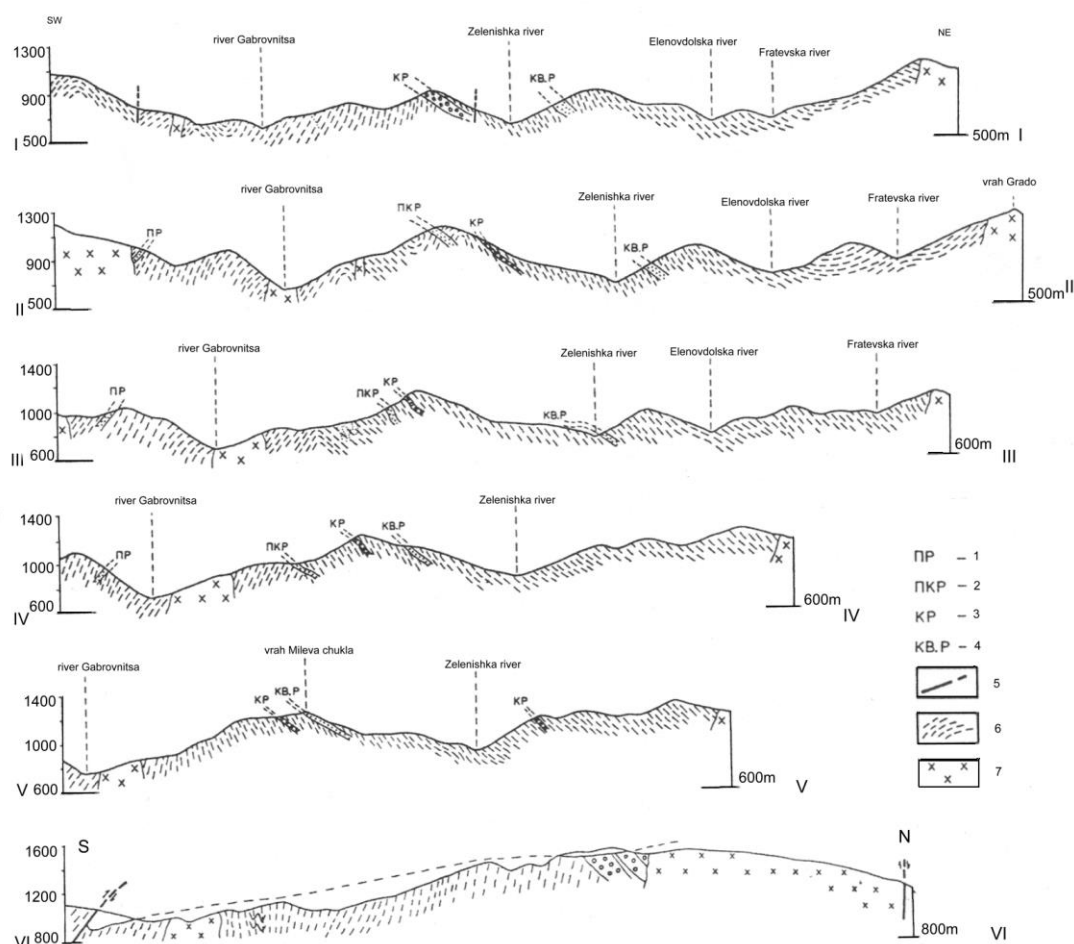 SW
river Gabrovnitsa
Zelenishka river
Elenovdolska river
Fratevska river
NE
1300
900
I 500
КР
КВ.Р
500m I
river Gabrovnitsa
Zelenishka river
Elenovdolska river
Fratevska river
vrah Grado
1300
900
II 500
ПР
ПКР
КР
КВ.Р
500m II
river Gabrovnitsa
Zelenishka river
Elenovdolska river
Fratevska river
1400
1000
III 600
ПР
ПКР
КР
КВ.Р
600m III
river Gabrovnitsa
Zelenishka river
1400
1000
IV 600
ПР
ПКР
КР
КВ.Р
600m IV
river Gabrovnitsa
vrah Mileva chukla
Zelenishka river
1400
1000
V 600
КР
КВ.Р
КР
600m V
S
N
1600
1200
VI 800
800m VI
ПР – 1
ПКР – 2
КР – 3
КВ.Р – 4
5
6
7